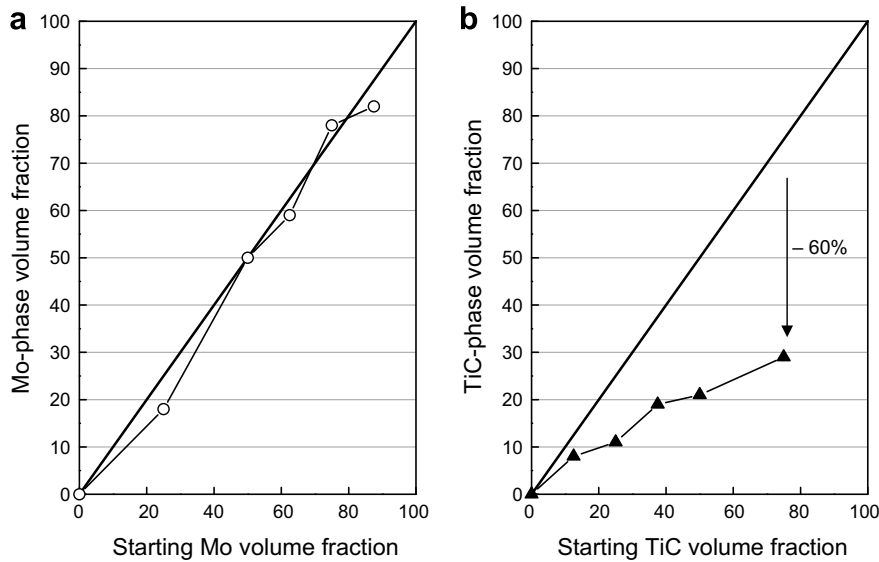 a
100
90
80
70
60
50
40
30
20
10
0
Mo-phase volume fraction
0 20 40 60 80 100
Starting Mo volume fraction
b
100
90
80
70
60
50
40
30
20
10
0
TiC-phase volume fraction
– 60%
0 20 40 60 80 100
Starting TiC volume fraction